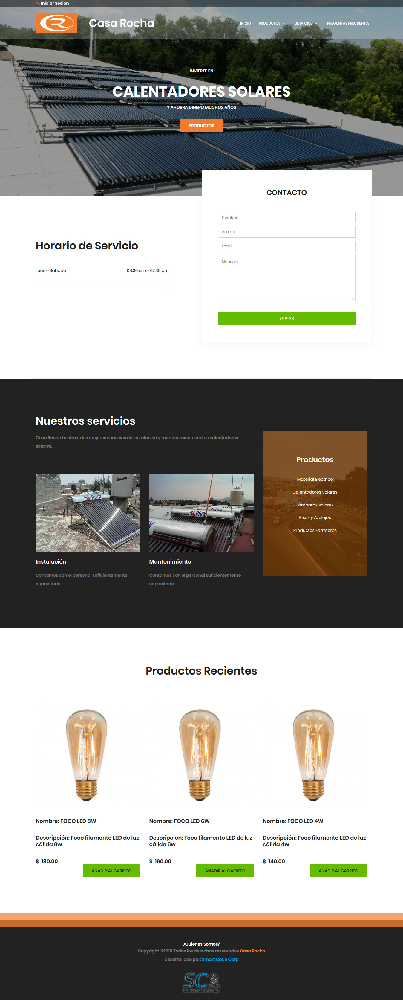 Iniciar Sesión
Casa Rocha
INICIO
PRODUCTOS
SERVICIOS
PREGUNTAS FRECUENTES
INVIERTE EN
CALENTADORES SOLARES
Y AHORRA DINERO MUCHOS AÑOS
PRODUCTOS
CONTACTO
Nombre
Asunto
Email
Mensaje
ENVIAR
Horario de Servicio
Lunes-Sábado 08.30 am - 07.30 pm
Nuestros servicios
Casa Rocha te ofrece los mejores servicios de instalación y mantenimiento de tus calentadores
solares.
Rotoplas
SOPRAY
SOPRAY
SOPRAY
Instalación
Contamos con el personal suficientemente
capacitado.
Mantenimiento
Contamos con el personal suficientemente
capacitado.
Productos
Material Eléctrico
Calentadores Solares
Lámparas solares
Pisos y Azulejos
Productos Ferreteros
Productos Recientes
Nombre: FOCO LED 8W
Descripción: Foco filamento LED de luz
cálida 8w
$ 180.00
AÑADIR AL CARRITO
Nombre: FOCO LED 6W
Descripción: Foco filamento LED de luz
cálida 6w
$ 160.00
AÑADIR AL CARRITO
Nombre: FOCO LED 4W
Descripción: Foco filamento LED de luz
cálida 4w
$ 140.00
AÑADIR AL CARRITO
¿Quiénes Somos?
Copyright ©2018 Todos los derechos reservados Casa Rocha
Desarrollado por: Smart Code Corp
SC
Development & Design